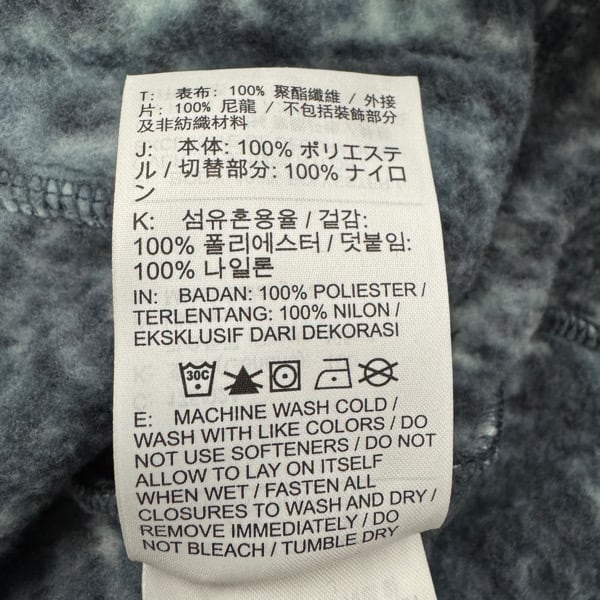 T: 表布: 100% 聚酯纖維 / 外接
片: 100% 尼龍 / 不包括裝飾部分
及非紡織材料
J: 本体: 100% ポリエステ
ル / 切替部分: 100% ナイロ
ン
K: 섬유혼용율 / 겉감:
100% 폴리에스터 / 덧붙임:
100% 나일론
IN: BADAN: 100% POLIESTER /
TERLENTANG: 100% NILON /
EKSKLUSIF DARI DEKORASI
30C
E: MACHINE WASH COLD /
WASH WITH LIKE COLORS / DO
NOT USE SOFTENERS / DO NOT
ALLOW TO LAY ON ITSELF
WHEN WET / FASTEN ALL
CLOSURES TO WASH AND DRY /
REMOVE IMMEDIATELY / DO
NOT BLEACH / TUMBLE DRY